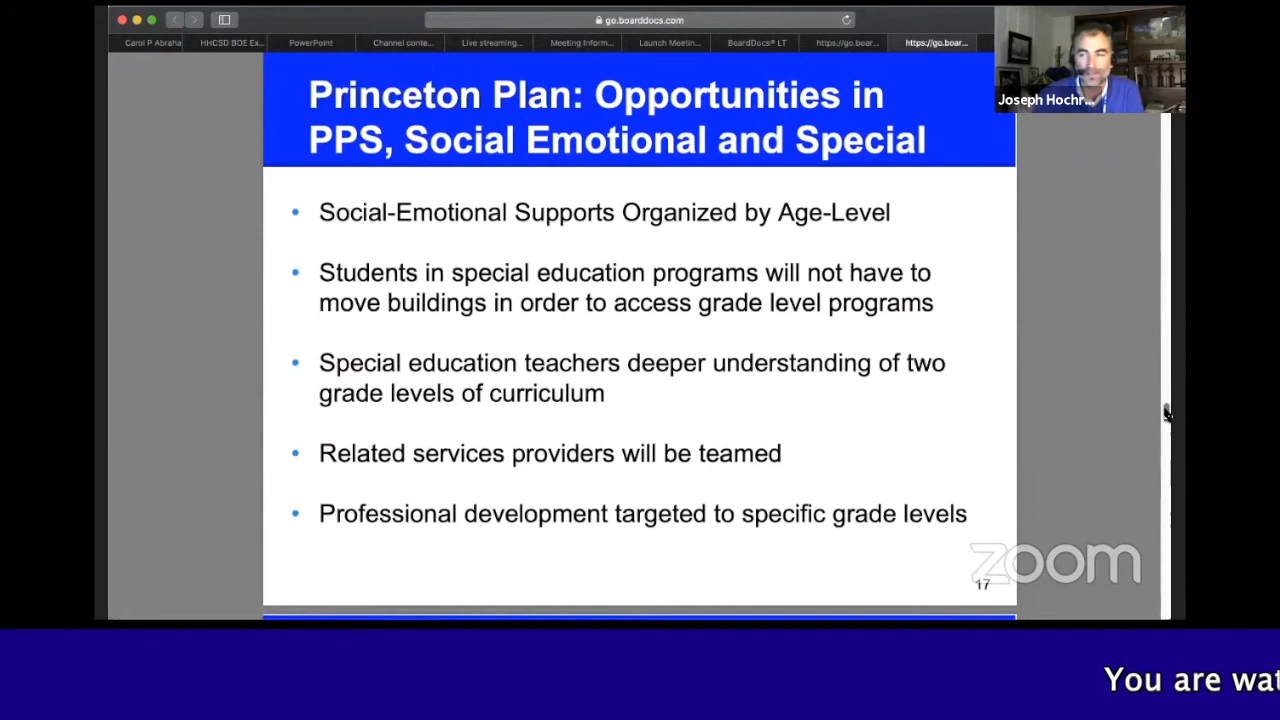 go.boarddocs.com
Carol P Abraha
HHCSD BOE Ex...
PowerPoint
Channel conte...
Live streaming...
Meeting Inform...
Launch Meetin...
BoardDocs® LT
https://go.boar...
https://go.boar...
Joseph Hochr...
Princeton Plan: Opportunities in
PPS, Social Emotional and Special
• Social-Emotional Supports Organized by Age-Level
• Students in special education programs will not have to
move buildings in order to access grade level programs
• Special education teachers deeper understanding of two
grade levels of curriculum
• Related services providers will be teamed
• Professional development targeted to specific grade levels
zoom
17
You are wat